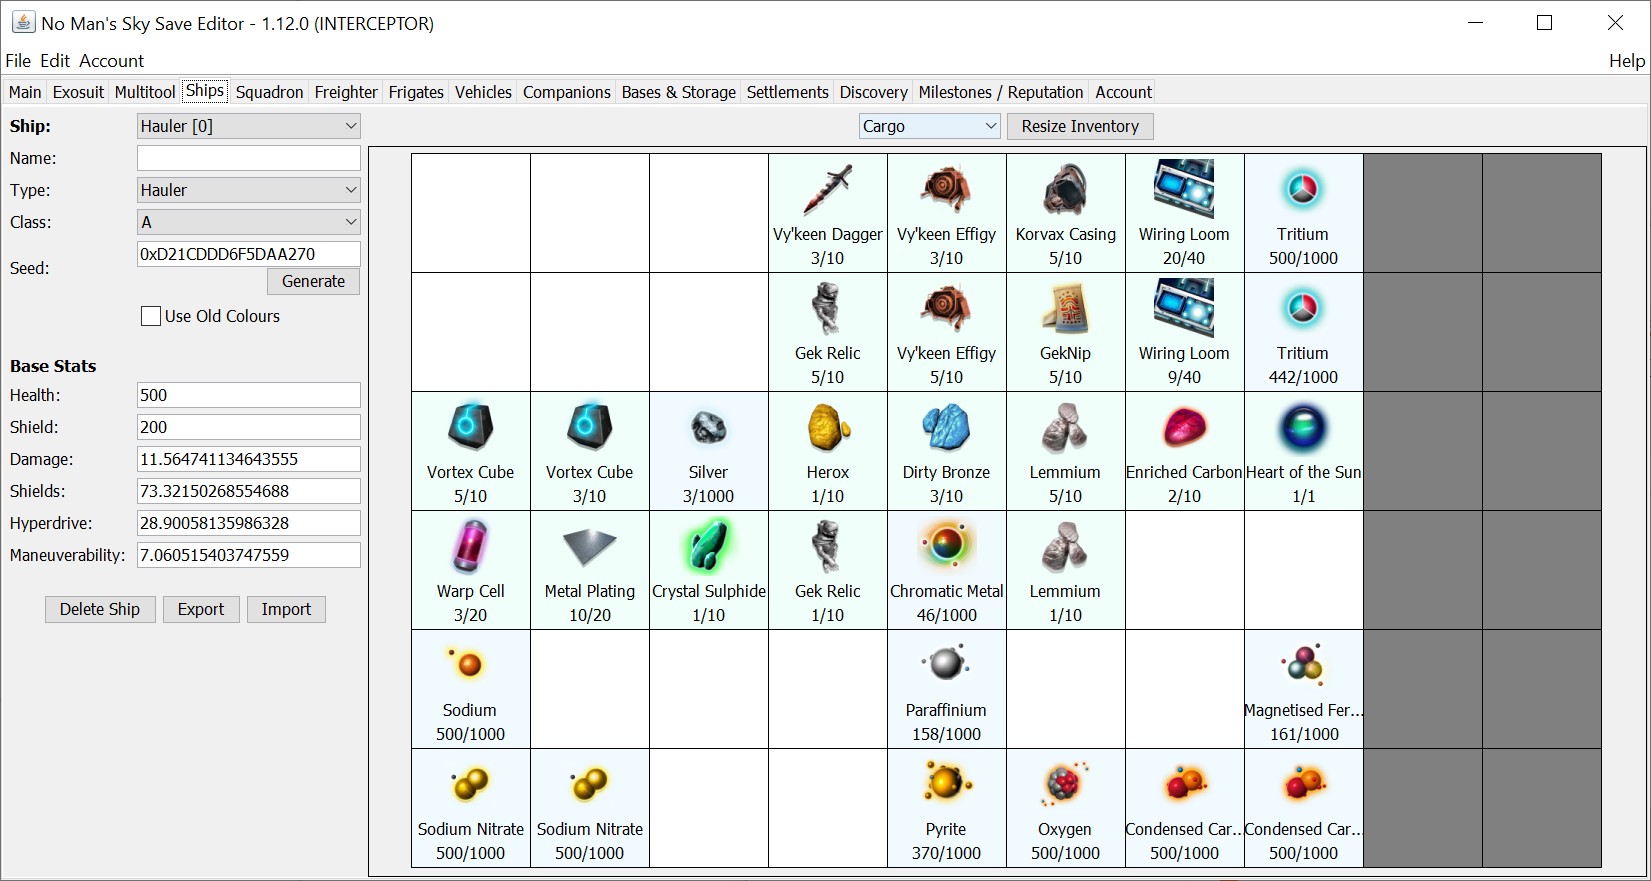 No Man's Sky Save Editor - 1.12.0 (INTERCEPTOR)
File Edit Account Help
Main Exosuit Multitool Ships Squadron Freighter Frigates Vehicles Companions Bases & Storage Settlements Discovery Milestones / Reputation Account
Ship: Hauler [0]
Name:
Type: Hauler
Class: A
Seed: 0xD21CDDD6F5DAA270
Generate
Use Old Colours
Base Stats
Health: 500
Shield: 200
Damage: 11.564741134643555
Shields: 73.32150268554688
Hyperdrive: 28.90058135986328
Maneuverability: 7.060515403747559
Delete Ship Export Import
Cargo Resize Inventory
Vy'keen Dagger Vy'keen Effigy Korvax Casing Wiring Loom Tritium
3/10 3/10 5/10 20/40 500/1000
Gek Relic Vy'keen Effigy GekNip Wiring Loom Tritium
5/10 5/10 5/10 9/40 442/1000
Vortex Cube Vortex Cube Silver Herox Dirty Bronze Lemmium Enriched Carbon Heart of the Sun
5/10 3/10 3/1000 1/10 3/10 5/10 2/10 1/1
Warp Cell Metal Plating Crystal Sulphide Gek Relic Chromatic Metal Lemmium
3/20 10/20 1/10 1/10 46/1000 1/10
Sodium Paraffinium Magnetised Fer...
500/1000 158/1000 161/1000
Sodium Nitrate Sodium Nitrate Pyrite Oxygen Condensed Car... Condensed Car...
500/1000 500/1000 370/1000 500/1000 500/1000 500/1000